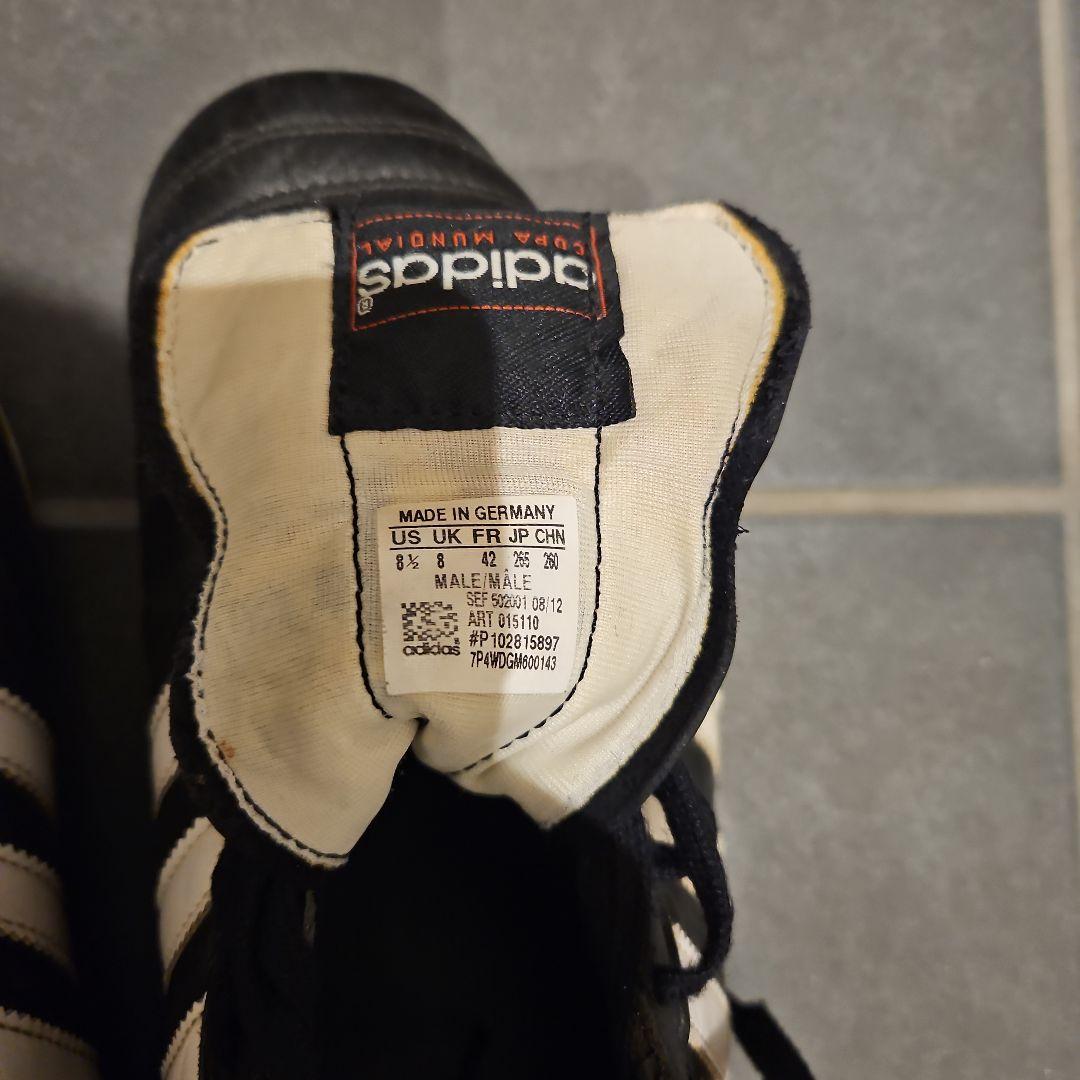 adidas®
COPA MUNDIAL
MADE IN GERMANY
US UK FR JP CHN
8½ 8 42 265 260
MALE/MÂLE
SEF 502001 08/12
ART 015110
#P102815897
7P4WDGM600143
adidas